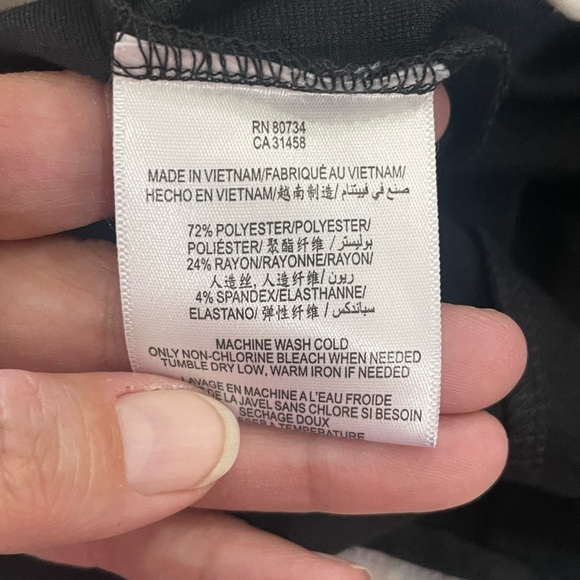 RN 80734
CA 31458
MADE IN VIETNAM/FABRIQUÉ AU VIETNAM/
HECHO EN VIETNAM/越南制造/ صنع في فييتنام
72% POLYESTER/POLYESTER/
POLIÉSTER/ 聚酯纤维 / بوليستر
24% RAYON/RAYONNE/RAYON/
人造丝, 人造纤维/ ريون
4% SPANDEX/ELASTHANNE/
ELASTANO/ 弹性纤维 / سباندكس
MACHINE WASH COLD
ONLY NON-CHLORINE BLEACH WHEN NEEDED
TUMBLE DRY LOW, WARM IRON IF NEEDED
LAVAGE EN MACHINE A L'EAU FROIDE
DE LA JAVEL SANS CHLORE SI BESOIN
SECHAGE DOUX
A TEMPERATURE